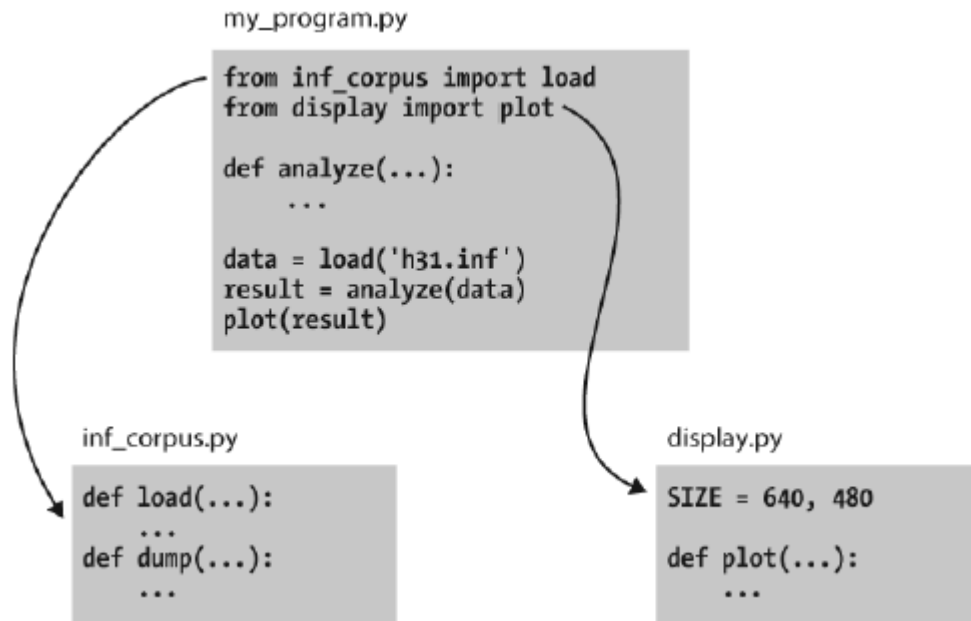 my_program.py
from inf_corpus import load
from display import plot
def analyze(...):
...
data = load('h31.inf')
result = analyze(data)
plot(result)
inf_corpus.py
def load(...):
...
def dump(...):
...
display.py
SIZE = 640, 480
def plot(...):
...